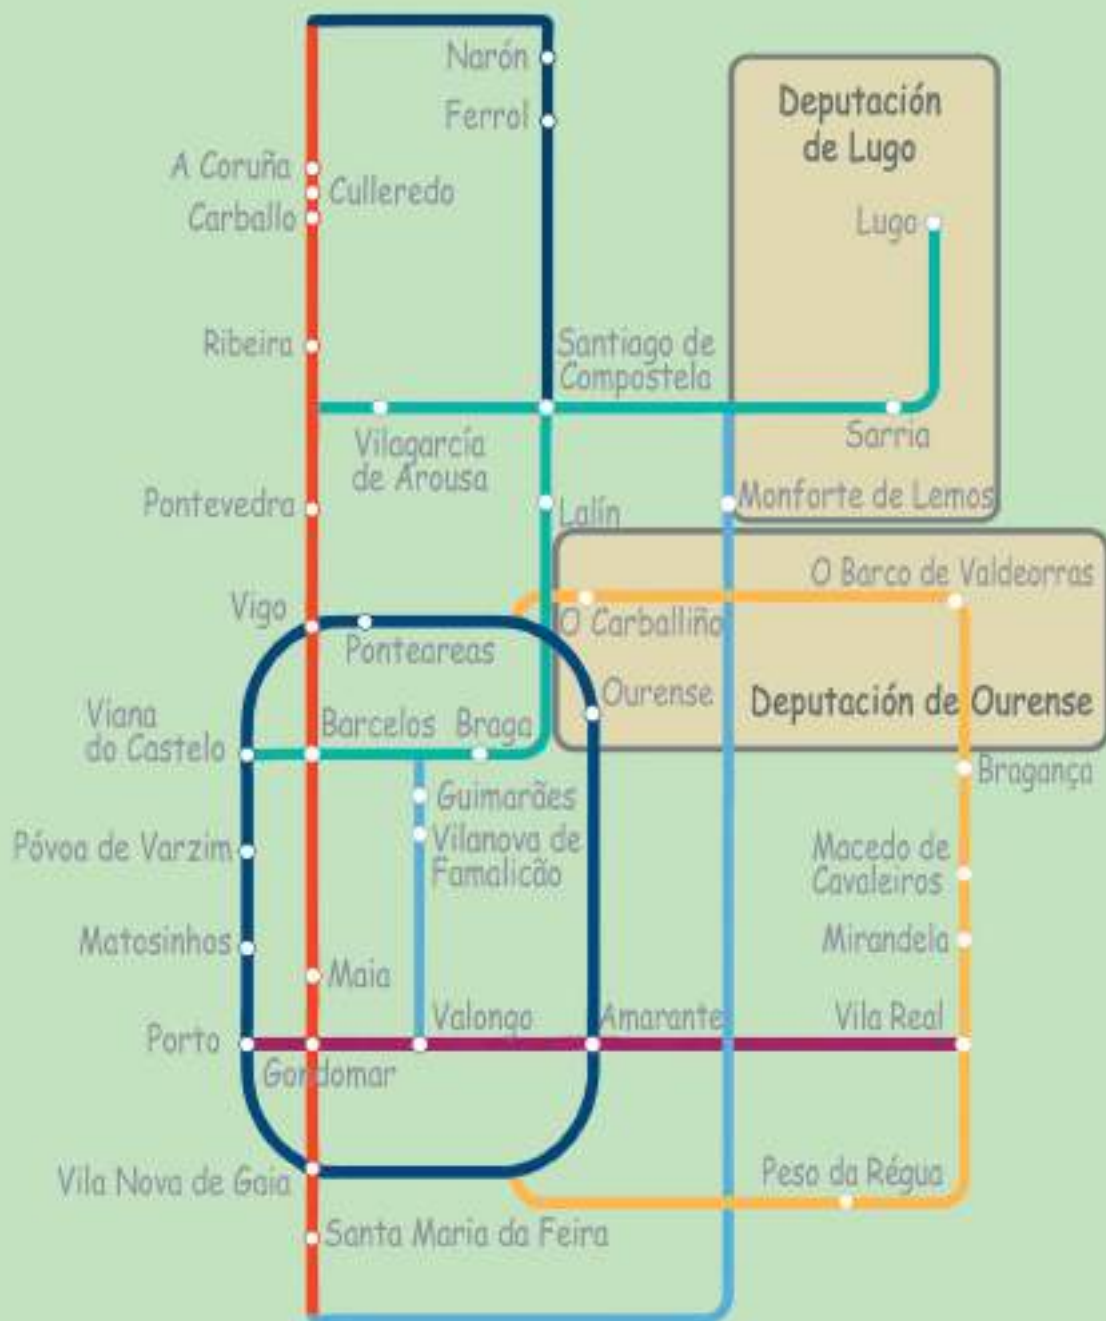 Narón
Ferrol
Deputación
de Lugo
A Coruña
Culleredo
Carballo
Lugo
Ribeira
Santiago de
Compostela
Vilagarcía
de Arousa
Sarria
Pontevedra
Lalín
Monforte de Lemos
O Barco de Valdeorras
Vigo
O Carballiño
Ponteareas
Ourense
Deputación de Ourense
Viana
do Castelo
Barcelos
Braga
Bragança
Guimarães
Póvoa de Varzim
Vilanova de
Famalicão
Macedo de
Cavaleiros
Matosinhos
Mirandela
Maia
Porto
Valongo
Amarante
Vila Real
Gondomar
Vila Nova de Gaia
Peso da Régua
Santa Maria da Feira